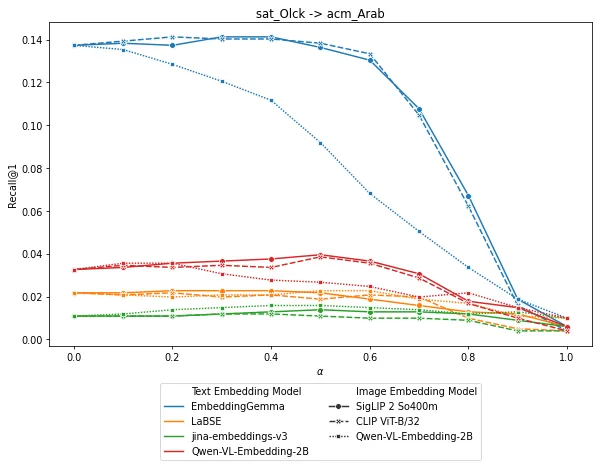 sat_Olck -> acm_Arab
0.14
0.12
0.10
0.08
0.06
0.04
0.02
0.00
Recall@1
0.0 0.2 0.4 0.6 0.8 1.0
α
Text Embedding Model Image Embedding Model
EmbeddingGemma SigLIP 2 So400m
LaBSE CLIP ViT-B/32
jina-embeddings-v3 Qwen-VL-Embedding-2B
Qwen-VL-Embedding-2B